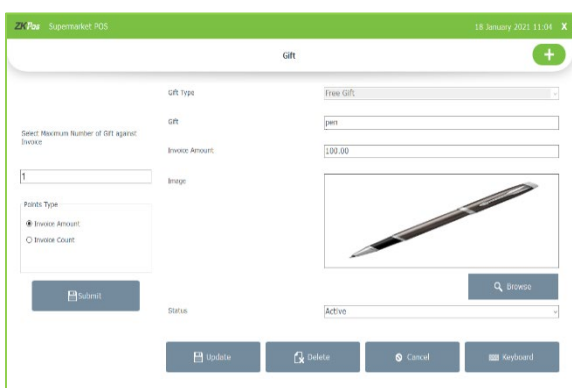 ZKPos Supermarket POS
18 January 2021 11:04 X
Gift
Gift Type
Free Gift
Gift
pen
Invoice Amount
100.00
Image
Browse
Status
Active
Select Maximum Number of Gift against
Invoice
1
Points Type
Invoice Amount
Invoice Count
Submit
Update
Delete
Cancel
Keyboard